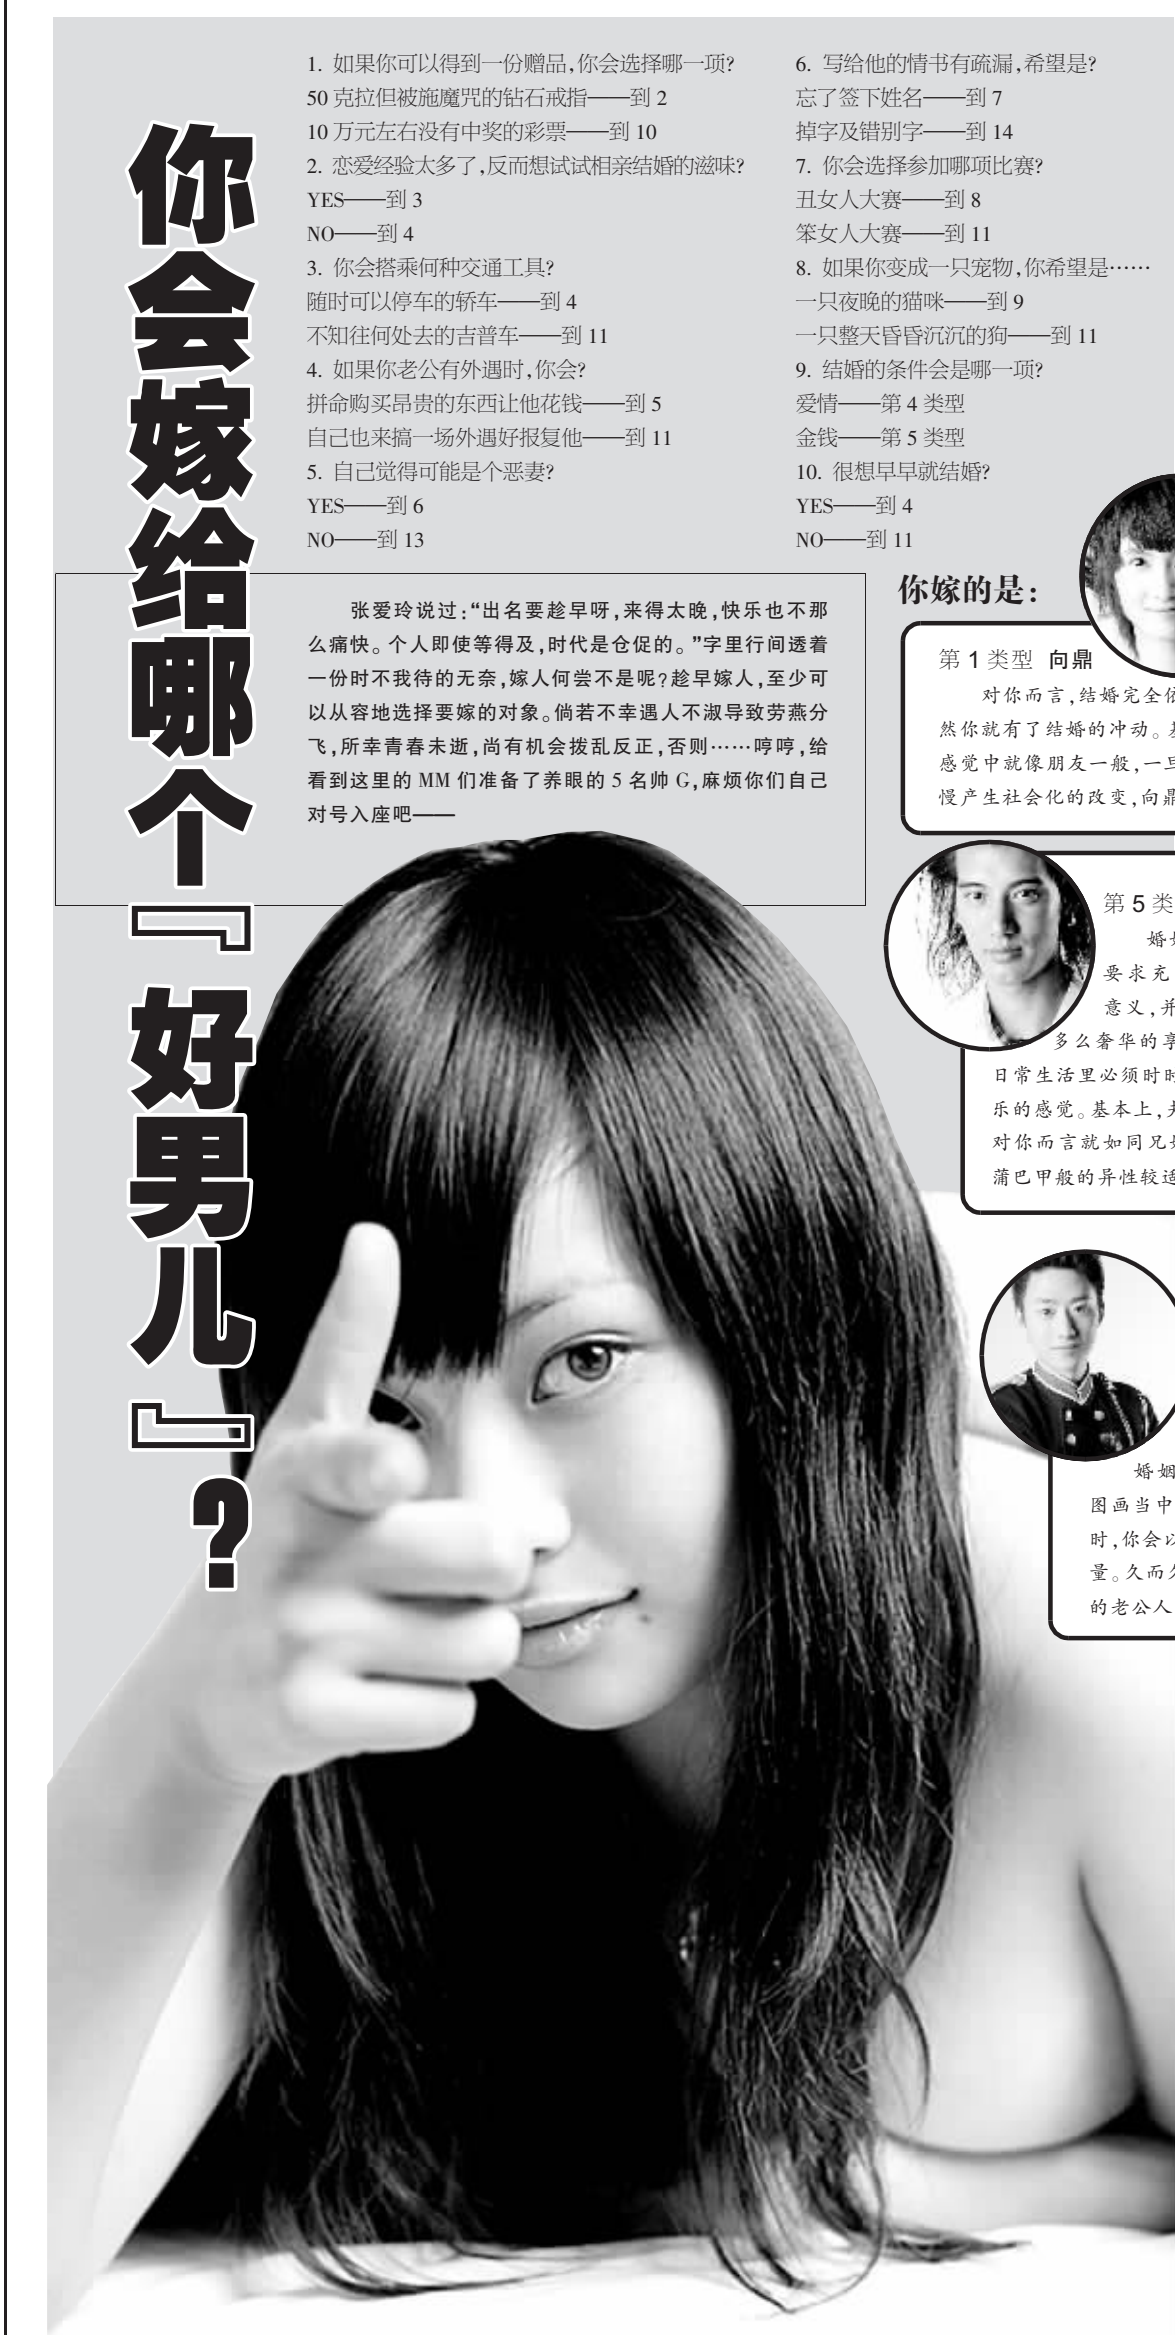 你会嫁给哪个『好男儿』?
1. 如果你可以得到一份赠品,你会选择哪一项?
50 克拉但被施魔咒的钻石戒指——到 2
10 万元左右没有中奖的彩票——到 10
2. 恋爱经验太多了,反而想试试相亲结婚的滋味?
YES——到 3
NO——到 4
3. 你会搭乘何种交通工具?
随时可以停车的轿车——到 4
不知往何处去的吉普车——到 11
4. 如果你老公有外遇时,你会?
拼命购买昂贵的东西让他花钱——到 5
自己也来搞一场外遇好报复他——到 11
5. 自己觉得可能是个恶妻?
YES——到 6
NO——到 13
6. 写给他的情书有疏漏,希望是?
忘了签下姓名——到 7
掉字及错别字——到 14
7. 你会选择参加哪项比赛?
丑女人大赛——到 8
笨女人大赛——到 11
8. 如果你变成一只宠物,你希望是……
一只夜晚的猫咪——到 9
一只整天昏昏沉沉的狗——到 11
9. 结婚的条件会是哪一项?
爱情——第 4 类型
金钱——第 5 类型
10. 很想早早就结婚?
YES——到 4
NO——到 11
张爱玲说过:“出名要趁早呀,来得太晚,快乐也不那
么痛快。个人即使等得及,时代是仓促的。”字里行间透着
一份时不我待的无奈,嫁人何尝不是呢?趁早嫁人,至少可
以从容地选择要嫁的对象。倘若不幸遇人不淑导致劳燕分
飞,所幸青春未逝,尚有机会拨乱反正,否则……哼哼,给
看到这里的 MM 们准备了养眼的 5 名帅 G,麻烦你们自己
对号入座吧——
你嫁的是:
第 1 类型 向鼎
对你而言,结婚完全依
然你就有了结婚的冲动。
感觉中就像朋友一般,一旦
慢产生社会化的改变,向鼎
第 5 类
婚
要求充
意义,并
多么奢华的享
日常生活里必须时时
乐的感觉。基本上,夫
对你而言就如同兄
蒲巴甲般的异性较适
婚姻
图画当中
时,你会以
量。久而久
的老公人